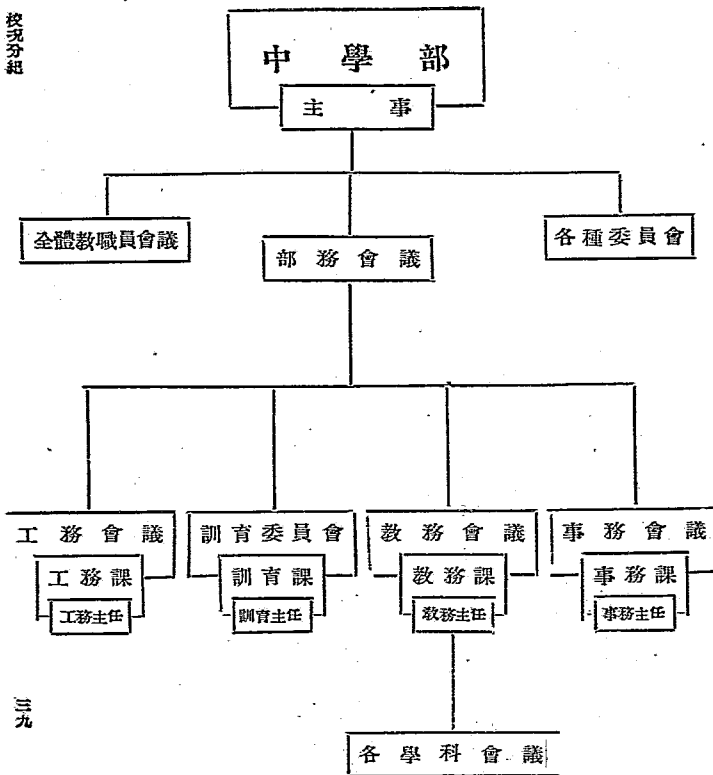 校況分組
中學部
主事
全體教職員會議
部務會議
各種委員會
工務會議
訓育委員會
教務會議
事務會議
工務課
訓育課
教務課
事務課
工務主任
訓育主任
教務主任
事務主任
各學科會議
三九